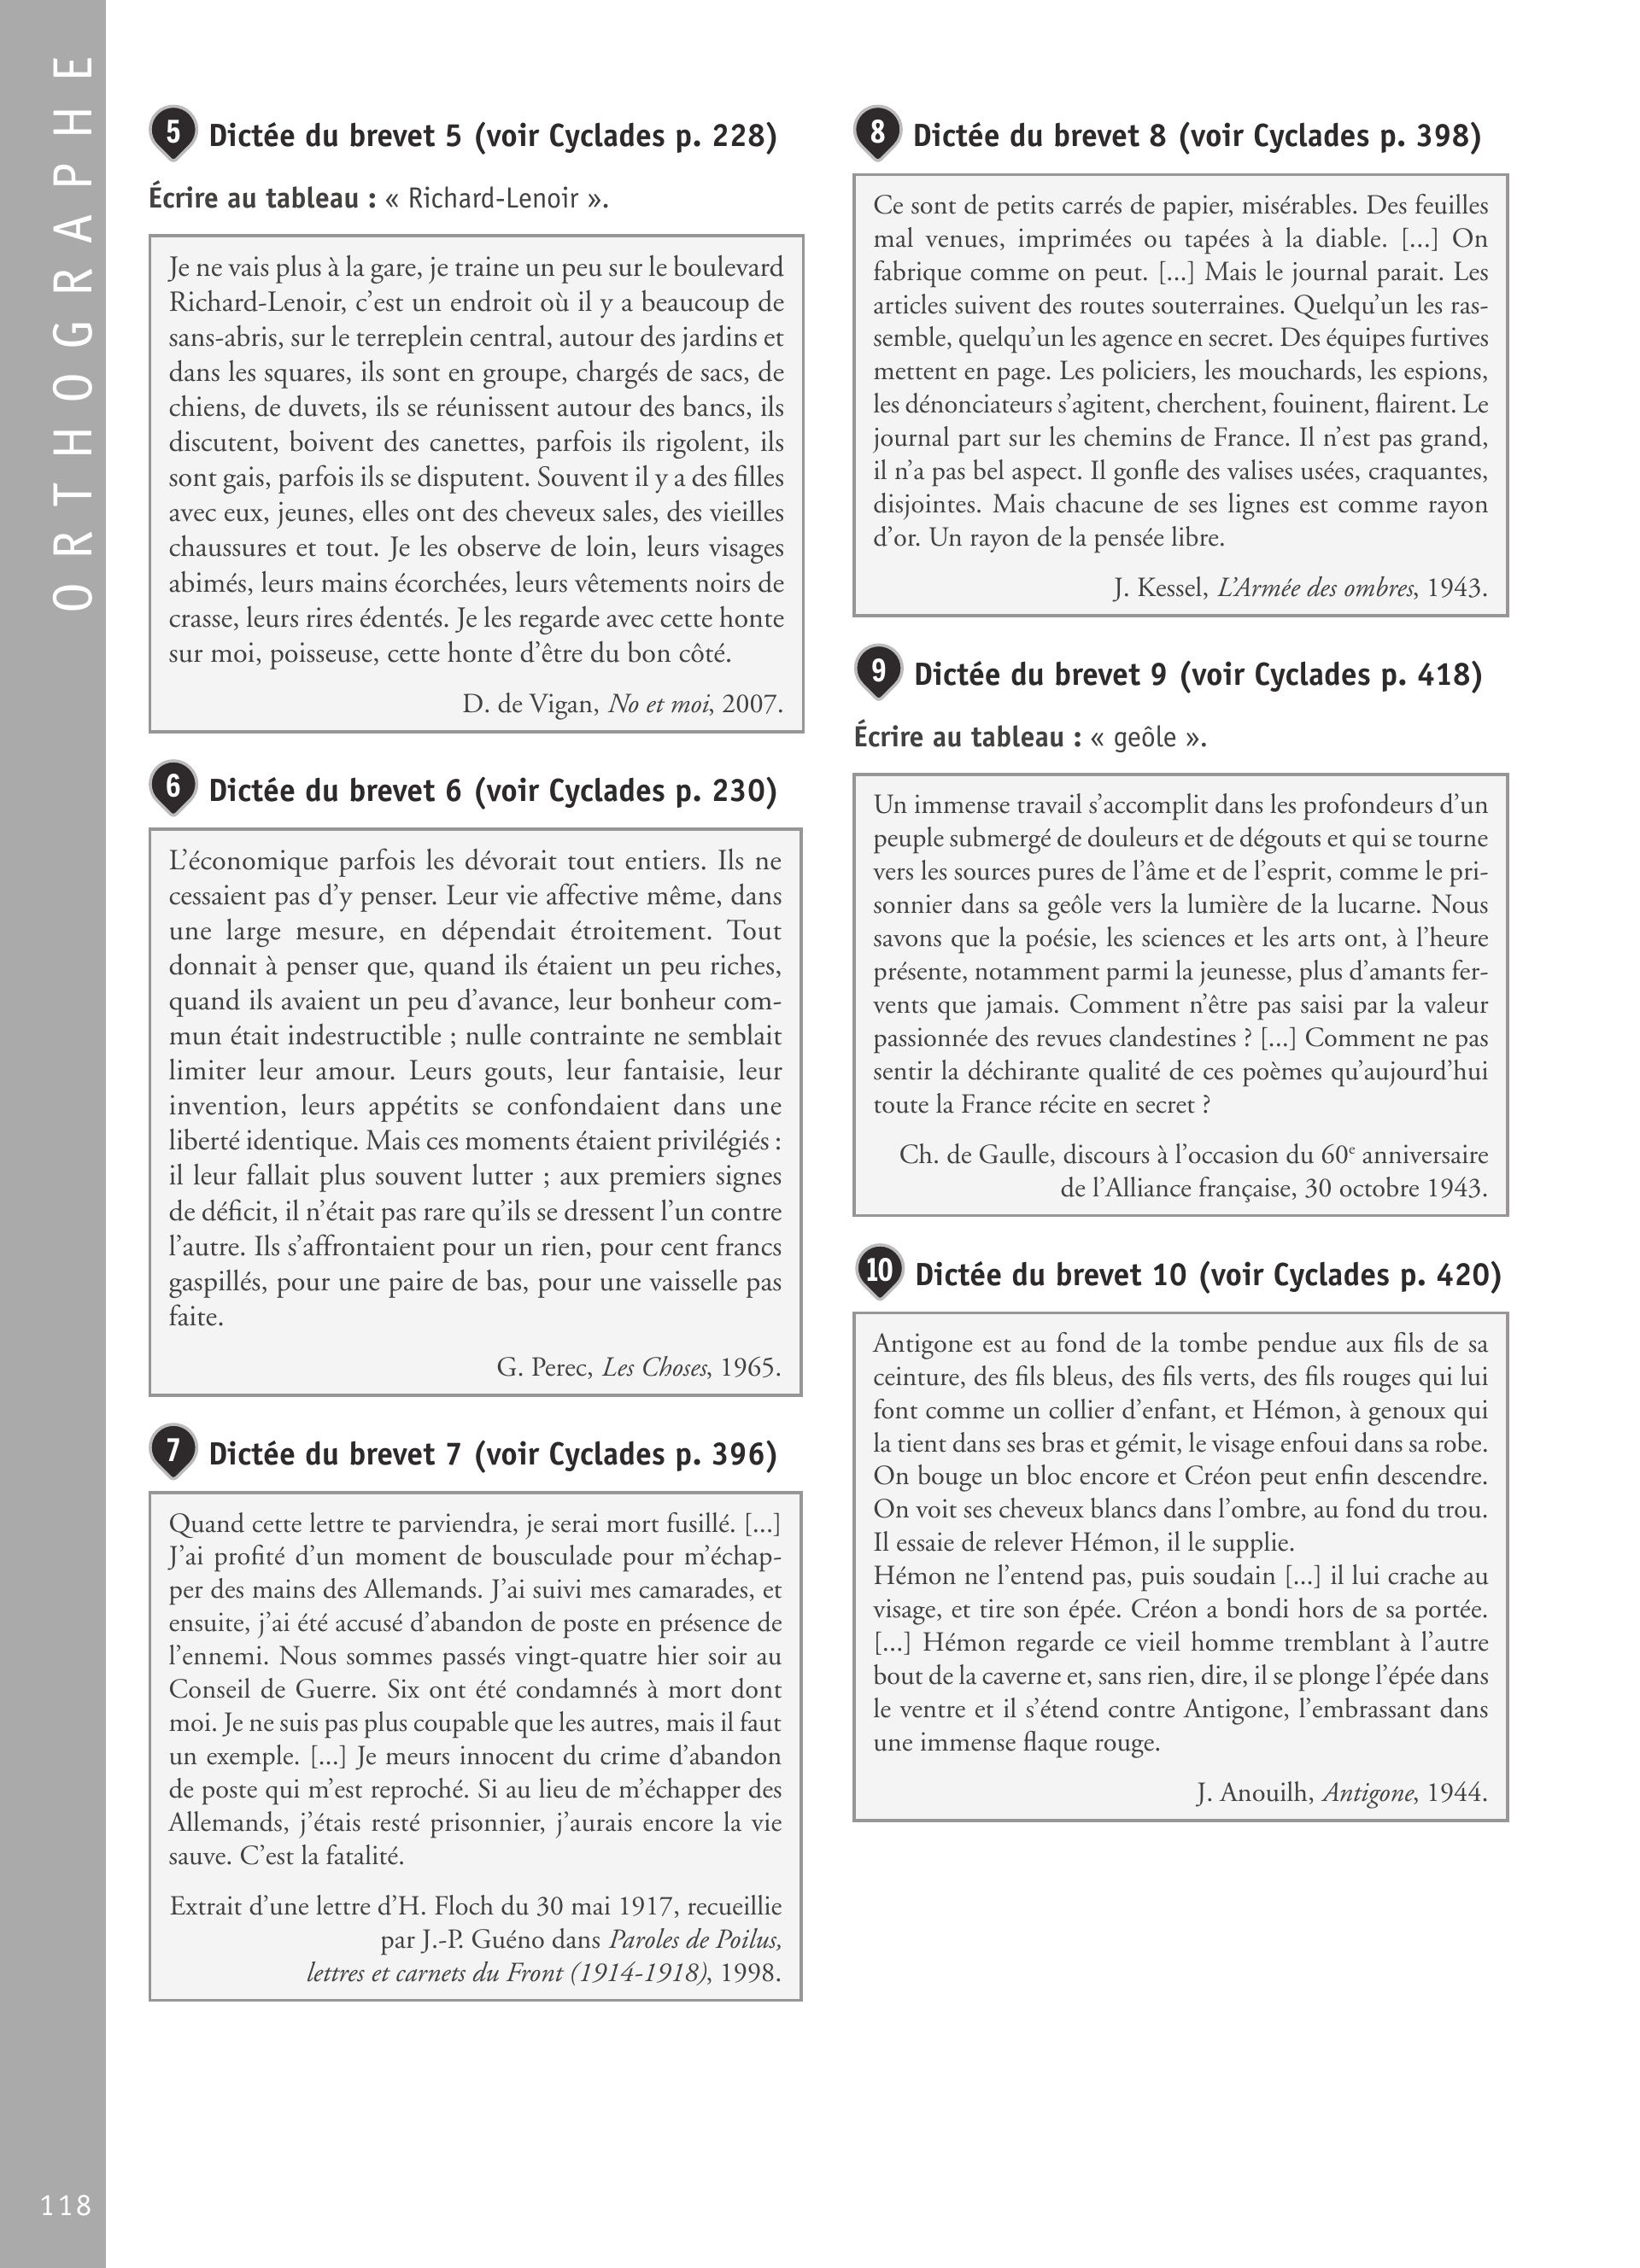 ORTHOGRAPHE
5 Dictée du brevet 5 (voir Cyclades p. 228)
Écrire au tableau : « Richard-Lenoir ».
Je ne vais plus à la gare, je traine un peu sur le boulevard
Richard-Lenoir, c’est un endroit où il y a beaucoup de
sans-abris, sur le terreplein central, autour des jardins et
dans les squares, ils sont en groupe, chargés de sacs, de
chiens, de duvets, ils se réunissent autour des bancs, ils
discutent, boivent des canettes, parfois ils rigolent, ils
sont gais, parfois ils se disputent. Souvent il y a des filles
avec eux, jeunes, elles ont des cheveux sales, des vieilles
chaussures et tout. Je les observe de loin, leurs visages
abimés, leurs mains écorchées, leurs vêtements noirs de
crasse, leurs rires édentés. Je les regarde avec cette honte
sur moi, poisseuse, cette honte d’être du bon côté.
D. de Vigan, No et moi, 2007.
6 Dictée du brevet 6 (voir Cyclades p. 230)
L’économique parfois les dévorait tout entiers. Ils ne
cessaient pas d’y penser. Leur vie affective même, dans
une large mesure, en dépendait étroitement. Tout
donnait à penser que, quand ils étaient un peu riches,
quand ils avaient un peu d’avance, leur bonheur com-
mun était indestructible ; nulle contrainte ne semblait
limiter leur amour. Leurs gouts, leur fantaisie, leur
invention, leurs appétits se confondaient dans une
liberté identique. Mais ces moments étaient privilégiés :
il leur fallait plus souvent lutter ; aux premiers signes
de déficit, il n’était pas rare qu’ils se dressent l’un contre
l’autre. Ils s’affrontaient pour un rien, pour cent francs
gaspillés, pour une paire de bas, pour une vaisselle pas
faite.
G. Perec, Les Choses, 1965.
7 Dictée du brevet 7 (voir Cyclades p. 396)
Quand cette lettre te parviendra, je serai mort fusillé. [...]
J’ai profité d’un moment de bousculade pour m’échap-
per des mains des Allemands. J’ai suivi mes camarades, et
ensuite, j’ai été accusé d’abandon de poste en présence de
l’ennemi. Nous sommes passés vingt-quatre hier soir au
Conseil de Guerre. Six ont été condamnés à mort dont
moi. Je ne suis pas plus coupable que les autres, mais il faut
un exemple. [...] Je meurs innocent du crime d’abandon
de poste qui m’est reproché. Si au lieu de m’échapper des
Allemands, j’étais resté prisonnier, j’aurais encore la vie
sauve. C’est la fatalité.
Extrait d’une lettre d’H. Floch du 30 mai 1917, recueillie
par J.-P. Guéno dans Paroles de Poilus,
lettres et carnets du Front (1914-1918), 1998.
8 Dictée du brevet 8 (voir Cyclades p. 398)
Ce sont de petits carrés de papier, misérables. Des feuilles
mal venues, imprimées ou tapées à la diable. [...] On
fabrique comme on peut. [...] Mais le journal parait. Les
articles suivent des routes souterraines. Quelqu’un les ras-
semble, quelqu’un les agence en secret. Des équipes furtives
mettent en page. Les policiers, les mouchards, les espions,
les dénonciateurs s’agitent, cherchent, fouinent, flairent. Le
journal part sur les chemins de France. Il n’est pas grand,
il n’a pas bel aspect. Il gonfle des valises usées, craquantes,
disjointes. Mais chacune de ses lignes est comme rayon
d’or. Un rayon de la pensée libre.
J. Kessel, L’Armée des ombres, 1943.
9 Dictée du brevet 9 (voir Cyclades p. 418)
Écrire au tableau : « geôle ».
Un immense travail s’accomplit dans les profondeurs d’un
peuple submergé de douleurs et de dégouts et qui se tourne
vers les sources pures de l’âme et de l’esprit, comme le pri-
sonnier dans sa geôle vers la lumière de la lucarne. Nous
savons que la poésie, les sciences et les arts ont, à l’heure
présente, notamment parmi la jeunesse, plus d’amants fer-
vents que jamais. Comment n’être pas saisi par la valeur
passionnée des revues clandestines ? [...] Comment ne pas
sentir la déchirante qualité de ces poèmes qu’aujourd’hui
toute la France récite en secret ?
Ch. de Gaulle, discours à l’occasion du 60e anniversaire
de l’Alliance française, 30 octobre 1943.
10 Dictée du brevet 10 (voir Cyclades p. 420)
Antigone est au fond de la tombe pendue aux fils de sa
ceinture, des fils bleus, des fils verts, des fils rouges qui lui
font comme un collier d’enfant, et Hémon, à genoux qui
la tient dans ses bras et gémit, le visage enfoui dans sa robe.
On bouge un bloc encore et Créon peut enfin descendre.
On voit ses cheveux blancs dans l’ombre, au fond du trou.
Il essaie de relever Hémon, il le supplie.
Hémon ne l’entend pas, puis soudain [...] il lui crache au
visage, et tire son épée. Créon a bondi hors de sa portée.
[...] Hémon regarde ce vieil homme tremblant à l’autre
bout de la caverne et, sans rien, dire, il se plonge l’épée dans
le ventre et il s’étend contre Antigone, l’embrassant dans
une immense flaque rouge.
J. Anouilh, Antigone, 1944.
118